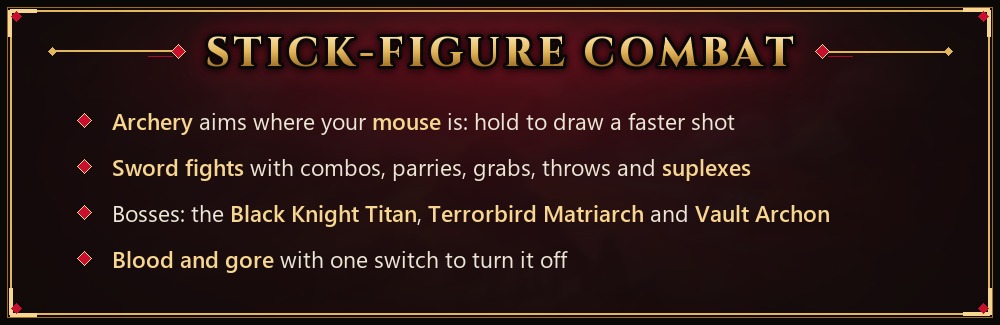 STICK-FIGURE COMBAT
Archery aims where your mouse is: hold to draw a faster shot
Sword fights with combos, parries, grabs, throws and suplexes
Bosses: the Black Knight Titan, Terrorbird Matriarch and Vault Archon
Blood and gore with one switch to turn it off